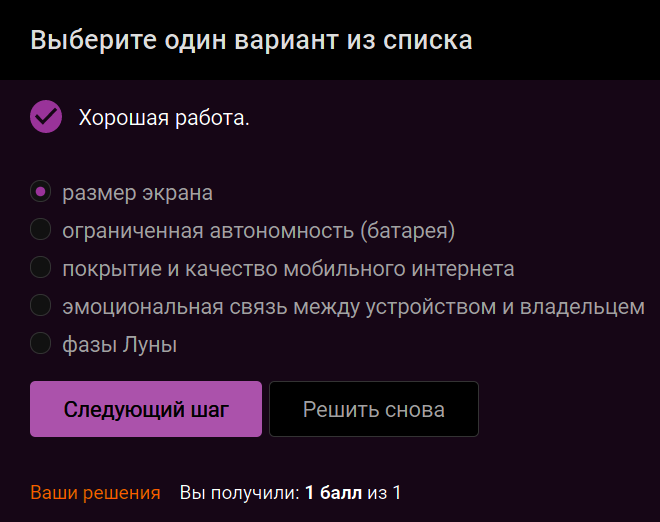 Выберите один вариант из списка
Хорошая работа.
размер экрана
ограниченная автономность (батарея)
покрытие и качество мобильного интернета
эмоциональная связь между устройством и владельцем
фазы Луны
Следующий шаг
Решить снова
Ваши решения Вы получили: 1 балл из 1